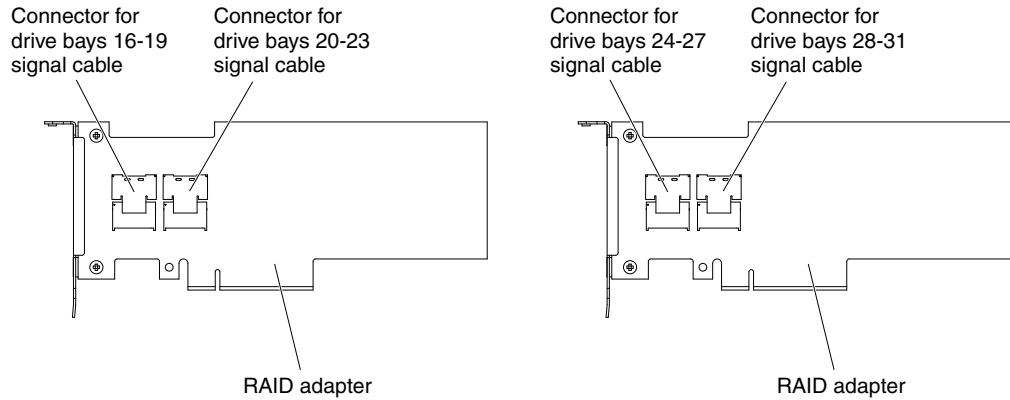 Connector for
drive bays 16-19
signal cable
Connector for
drive bays 20-23
signal cable
Connector for
drive bays 24-27
signal cable
Connector for
drive bays 28-31
signal cable
RAID adapter
RAID adapter